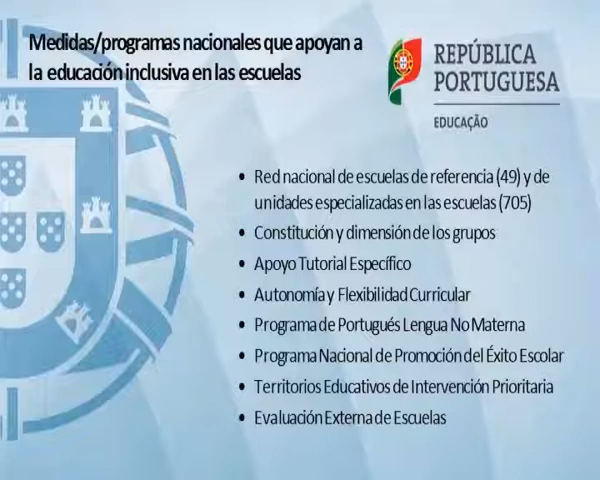 Medidas/programas nacionales que apoyan a
la educación inclusiva en las escuelas
REPÚBLICA
PORTUGUESA
EDUCAÇÃO
• Red nacional de escuelas de referencia (49) y de
unidades especializadas en las escuelas (705)
• Constitución y dimensión de los grupos
• Apoyo Tutorial Específico
• Autonomía y Flexibilidad Curricular
• Programa de Portugués Lengua No Materna
• Programa Nacional de Promoción del Éxito Escolar
• Territorios Educativos de Intervención Prioritaria
• Evaluación Externa de Escuelas